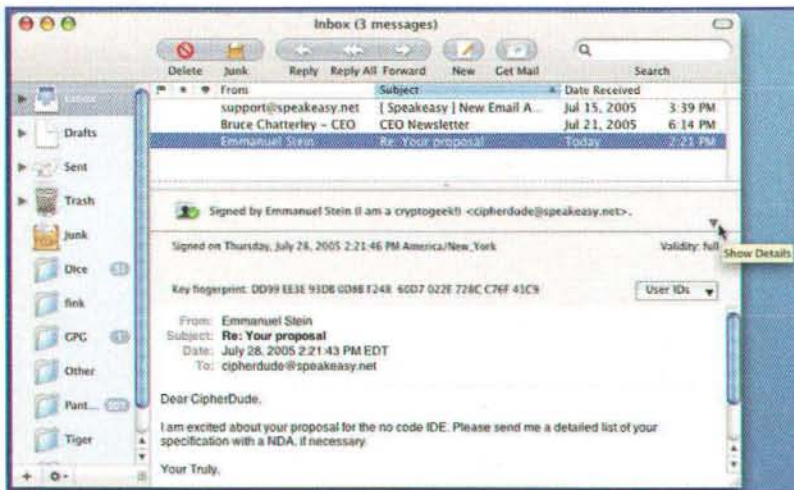 Inbox (3 messages)
Delete Junk Reply Reply All Forward New Get Mail Search
From Subject Date Received
support@speakeasy.net [ Speakeasy ] New Email A... Jul 15, 2005 3:39 PM
Bruce Chatterley – CEO CEO Newsletter Jul 21, 2005 6:14 PM
Emmanuel Stein Re: Your proposal Today 2:21 PM
Inbox
Drafts
Sent
Trash
Junk
Dice
fink
GPG
Other
Pant...
Tiger
Signed by Emmanuel Stein (I am a cryptogeek!) <cipherdude@speakeasy.net>.
Signed on Thursday, July 28, 2005 2:21:46 PM America/New_York Validity: full
Show Details
Key fingerprint: DD99 EE3E 93DB 0D8B F248 60D7 022E 728C C76F 41C9
User IDs
From: Emmanuel Stein
Subject: Re: Your proposal
Date: July 28, 2005 2:21:43 PM EDT
To: cipherdude@speakeasy.net
Dear CipherDude,
I am excited about your proposal for the no code IDE. Please send me a detailed list of your
specification with a NDA, if necessary.
Your Truly,